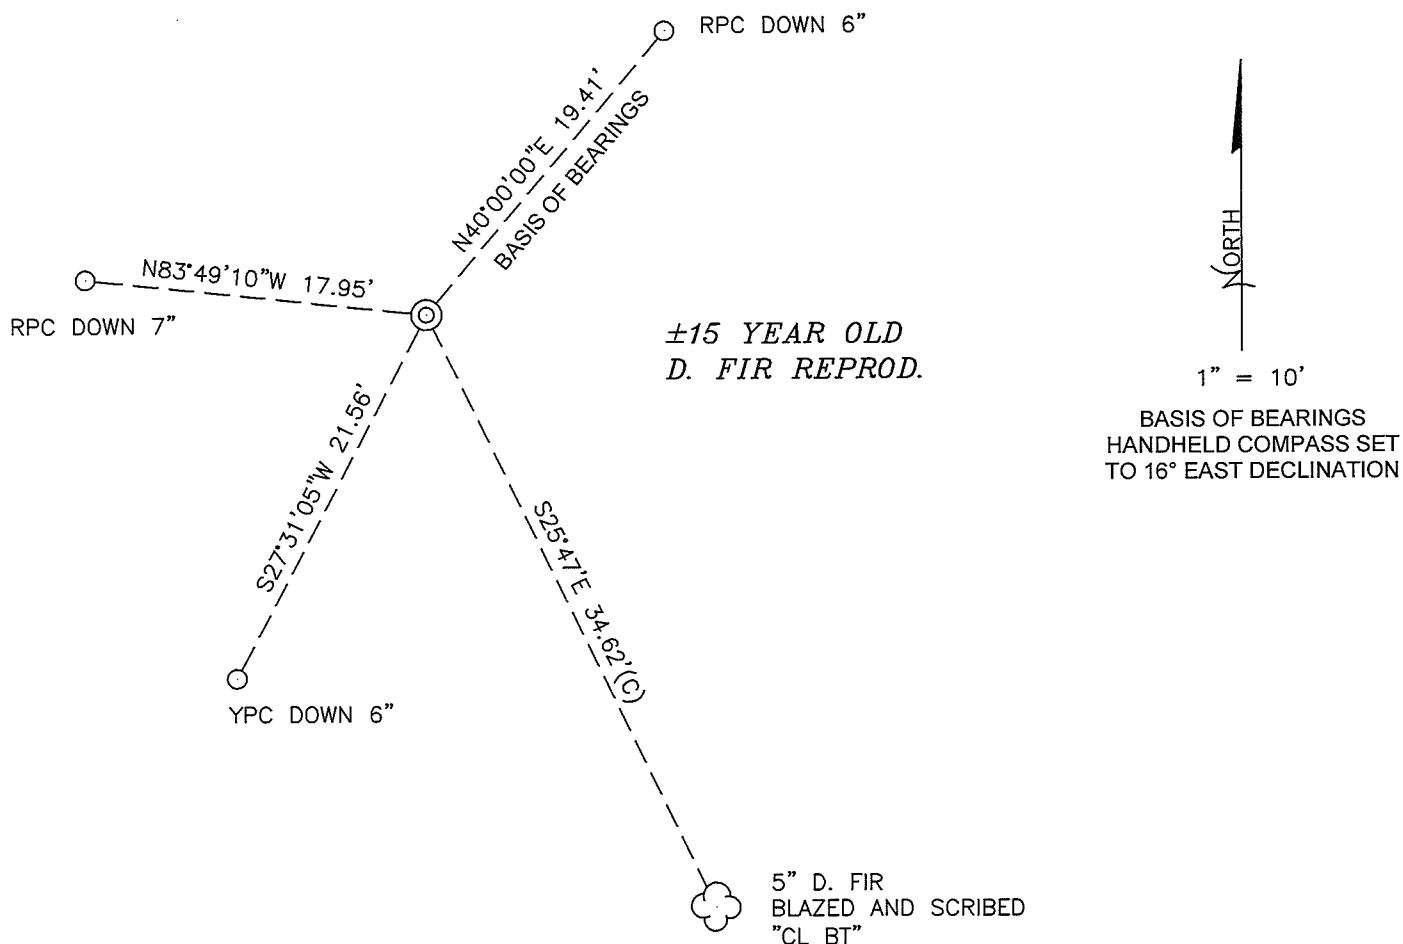 RPC DOWN 6"
N40°00'00"E 19.41'
BASIS OF BEARINGS
N83°49'10"W 17.95'
RPC DOWN 7"
±15 YEAR OLD
D. FIR REPROD.
NORTH
1" = 10'
BASIS OF BEARINGS
HANDHELD COMPASS SET
TO 16° EAST DECLINATION
S27°31'05"W 21.56'
S25°47'E 34.62'(C)
YPC DOWN 6"
5" D. FIR
BLAZED AND SCRIBED
"CL BT"